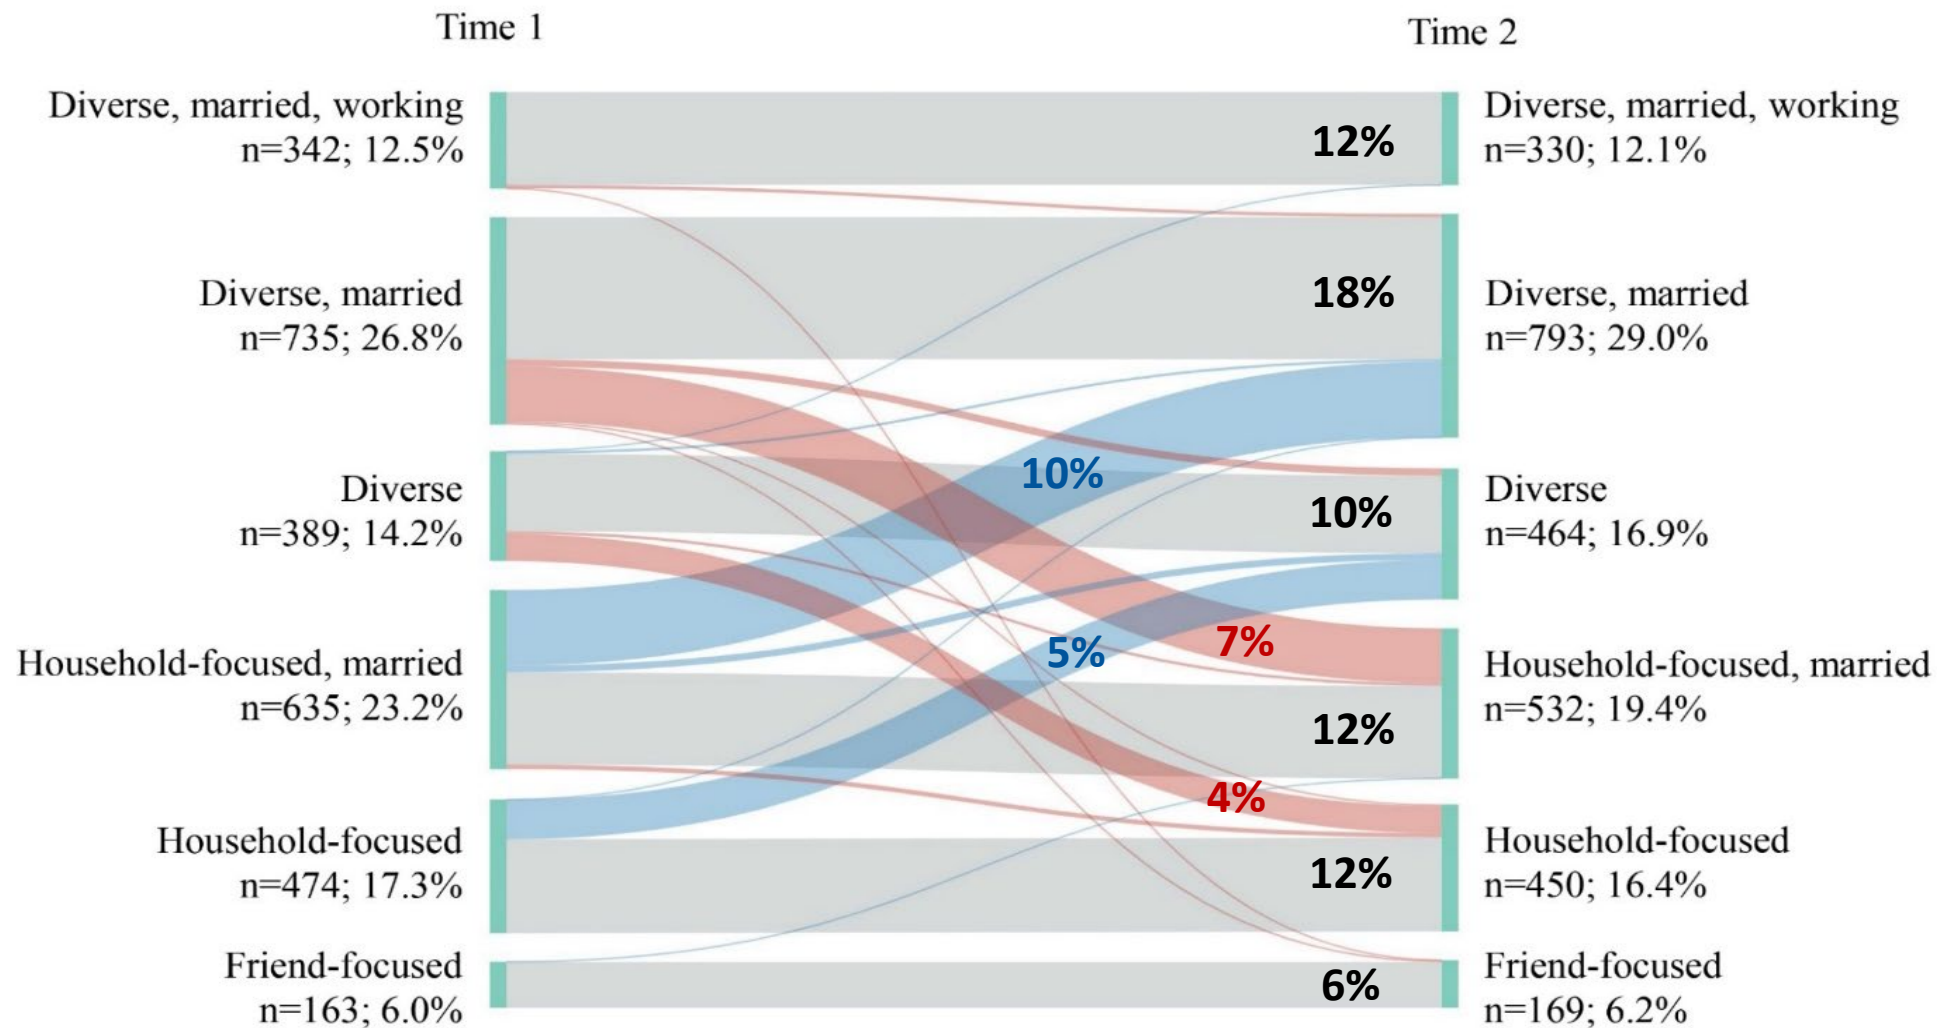 Time 1
Diverse, married, working
n=342; 12.5%
Diverse, married
n=735; 26.8%
Diverse
n=389; 14.2%
Household-focused, married
n=635; 23.2%
Household-focused
n=474; 17.3%
Friend-focused
n=163; 6.0%
12%
18%
10%
10%
5%
7%
12%
4%
12%
6%
Time 2
Diverse, married, working
n=330; 12.1%
Diverse, married
n=793; 29.0%
Diverse
n=464; 16.9%
Household-focused, married
n=532; 19.4%
Household-focused
n=450; 16.4%
Friend-focused
n=169; 6.2%